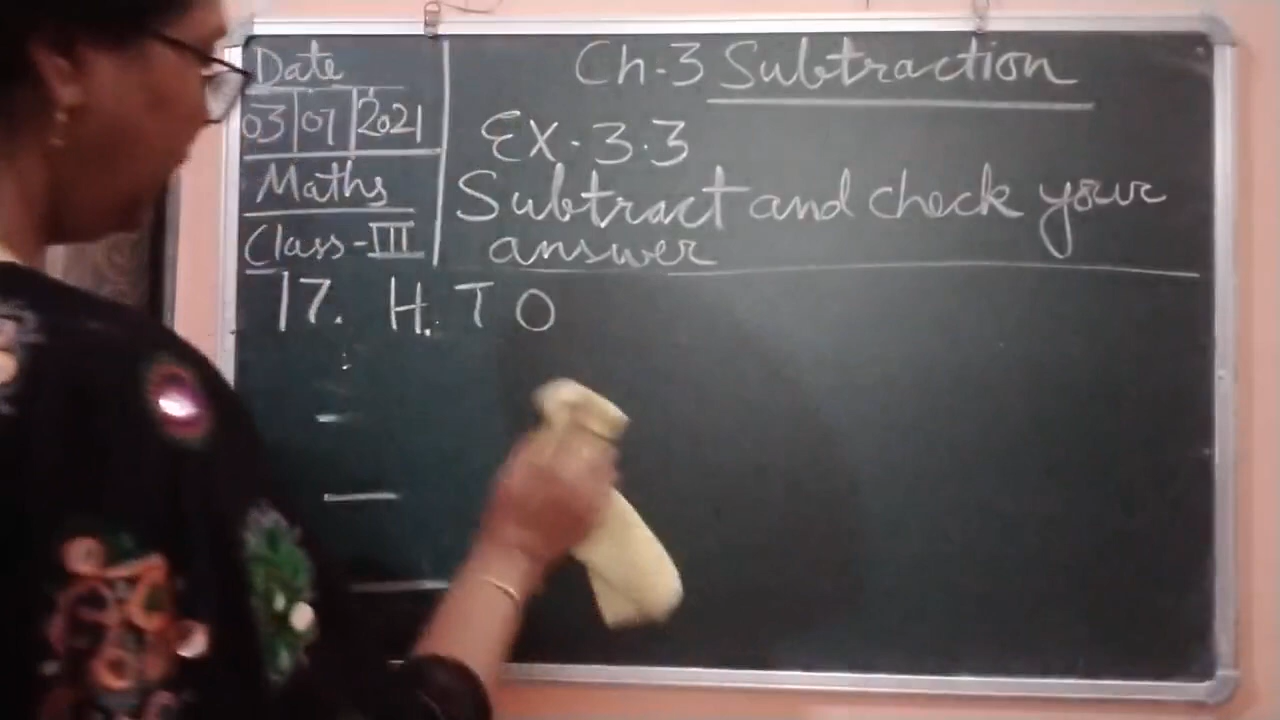 Date
03 07 2021
Maths
Class-III
Ch-3 Subtraction
EX.3.3
Subtract and check your
answer
17. H. T O